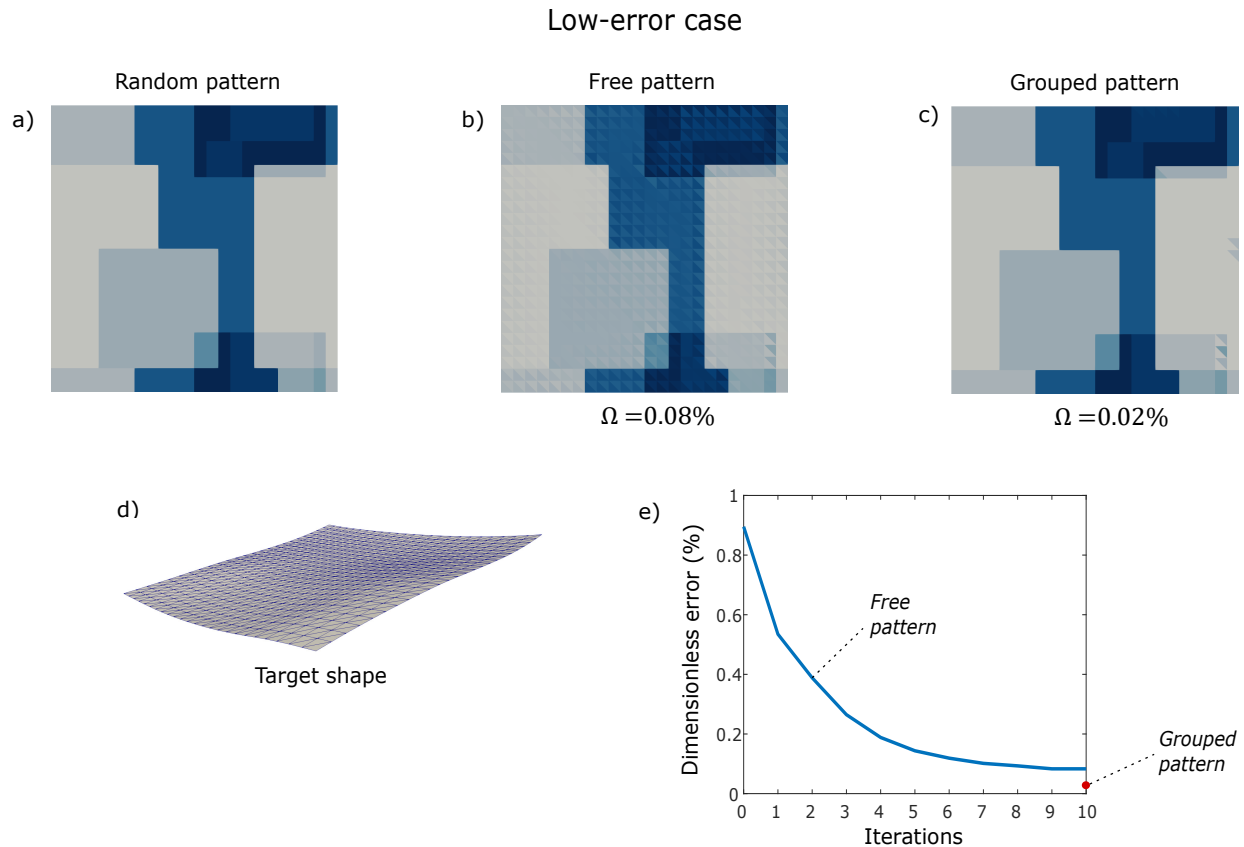 Low-error case
Random pattern
Free pattern
Grouped pattern
a)
b)
c)
Ω =0.08%
Ω =0.02%
d)
Target shape
e)
Dimensionless error (%)
1
0.8
0.6
0.4
0.2
0
Free
pattern
Grouped
pattern
0 1 2 3 4 5 6 7 8 9 10
Iterations